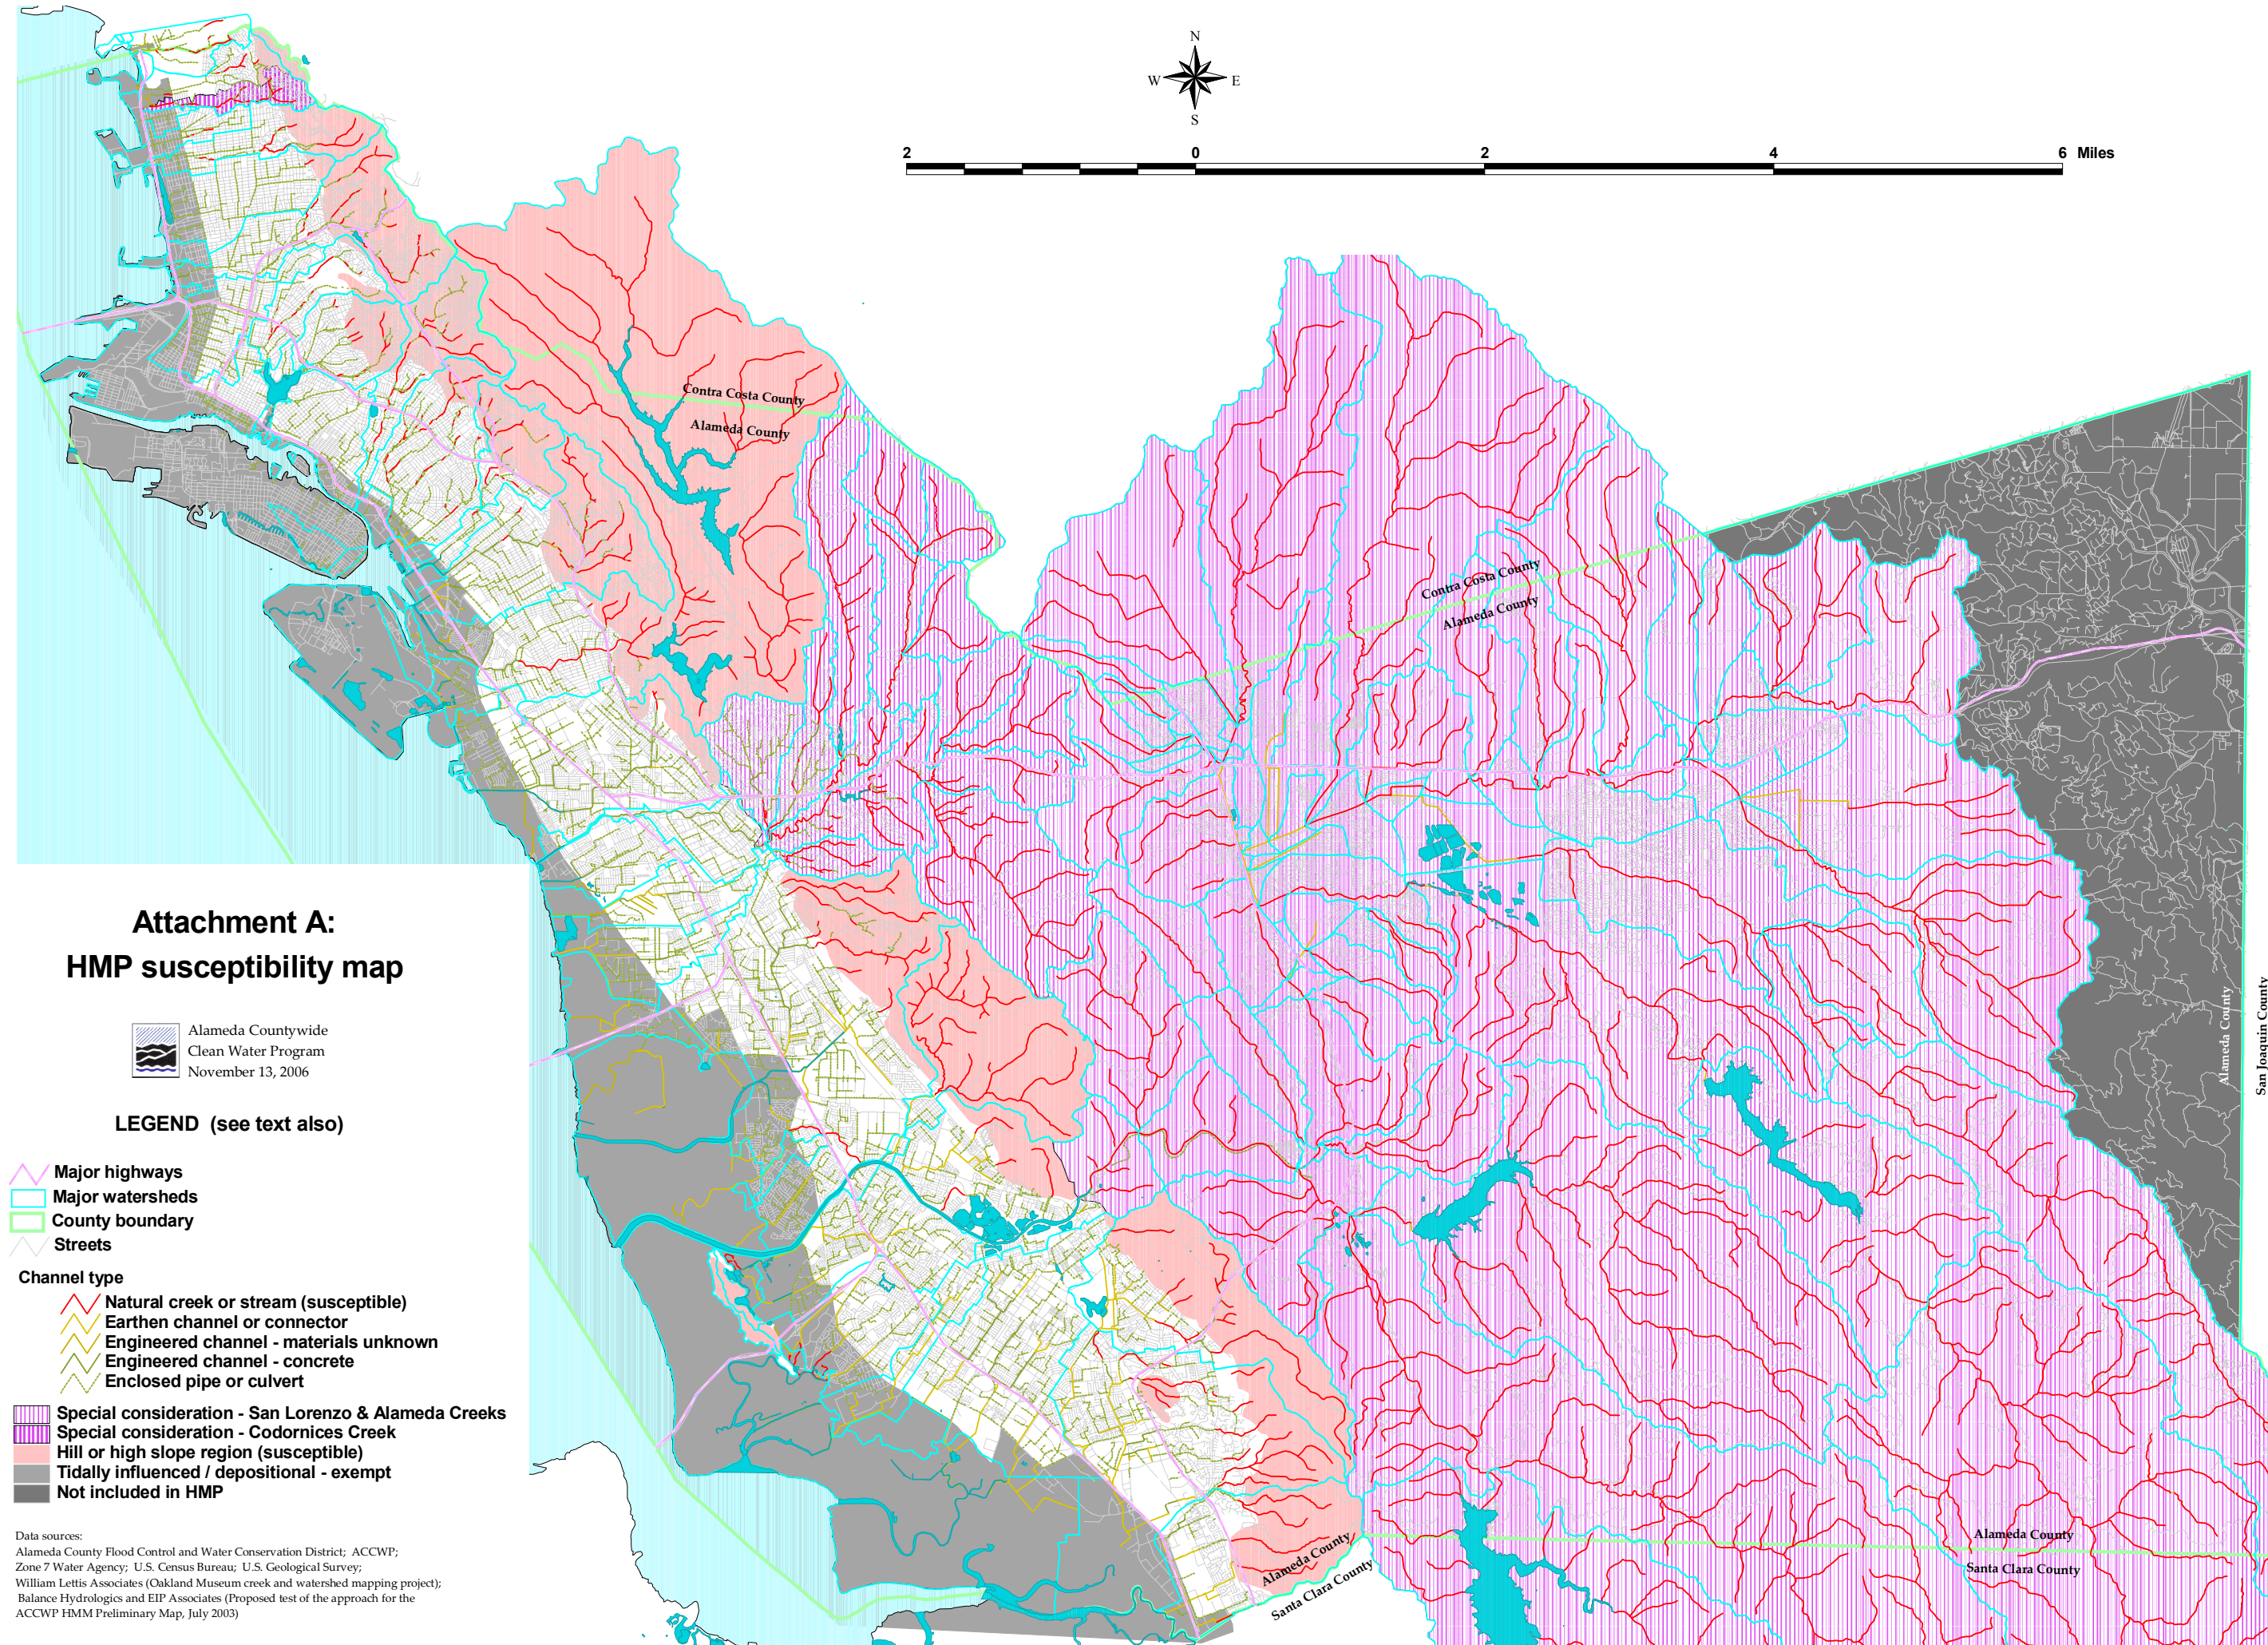 N
W E
S
2 0 2 4 6 Miles
Contra Costa County
Alameda County
Contra Costa County
Alameda County
Alameda County
San Joaquin County
Attachment A:
HMP susceptibility map
Alameda Countywide
Clean Water Program
November 13, 2006
LEGEND (see text also)
Major highways
Major watersheds
County boundary
Streets
Channel type
Natural creek or stream (susceptible)
Earthen channel or connector
Engineered channel - materials unknown
Engineered channel - concrete
Enclosed pipe or culvert
Special consideration - San Lorenzo & Alameda Creeks
Special consideration - Codornices Creek
Hill or high slope region (susceptible)
Tidally influenced / depositional - exempt
Not included in HMP
Alameda County
Santa Clara County
Alameda County
Santa Clara County
Data sources:
Alameda County Flood Control and Water Conservation District; ACCWP;
Zone 7 Water Agency; U.S. Census Bureau; U.S. Geological Survey;
William Lettis Associates (Oakland Museum creek and watershed mapping project);
Balance Hydrologics and EIP Associates (Proposed test of the approach for the
ACCWP HMM Preliminary Map, July 2003)